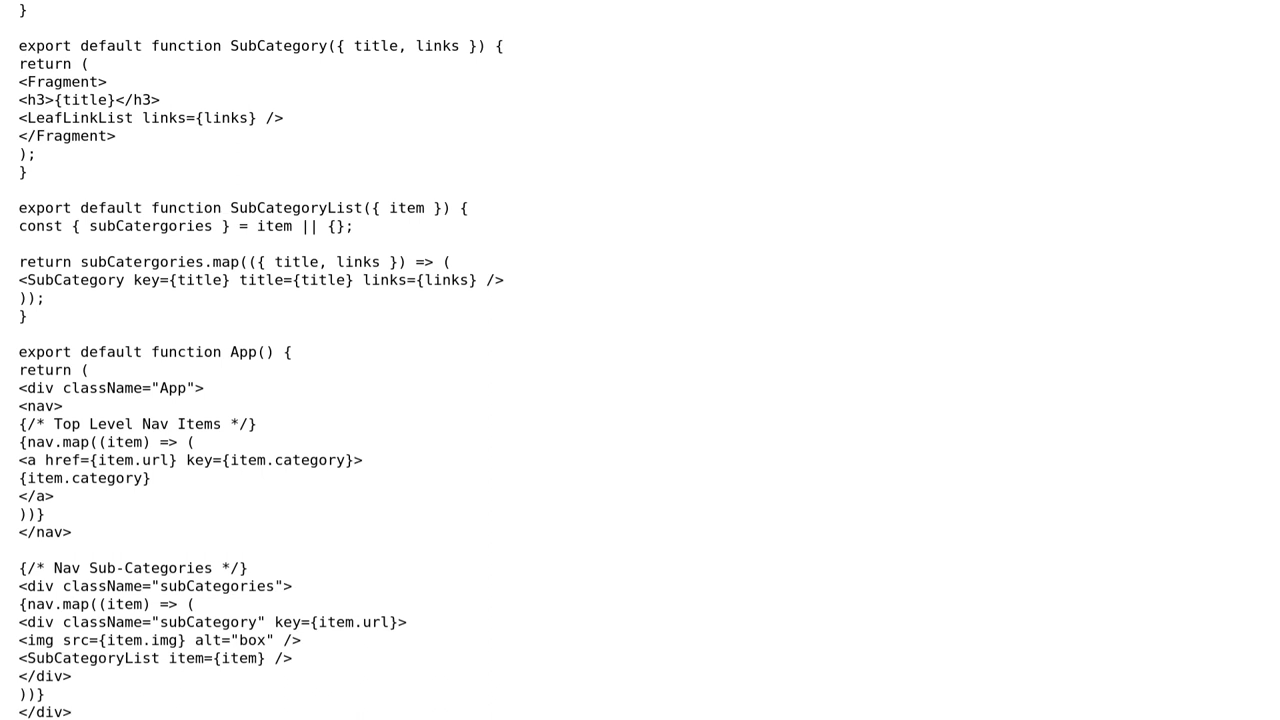 }
export default function SubCategory({ title, links }) {
return (
<Fragment>
<h3>{title}</h3>
<LeafLinkList links={links} />
</Fragment>
);
}
export default function SubCategoryList({ item }) {
const { subCatergories } = item || {};
return subCatergories.map(({ title, links }) => (
<SubCategory key={title} title={title} links={links} />
));
}
export default function App() {
return (
<div className="App">
<nav>
{/* Top Level Nav Items */}
{nav.map((item) => (
<a href={item.url} key={item.category}>
{item.category}
</a>
))}
</nav>
{/* Nav Sub-Categories */}
<div className="subCategories">
{nav.map((item) => (
<div className="subCategory" key={item.url}>
<img src={item.img} alt="box" />
<SubCategoryList item={item} />
</div>
))}
</div>